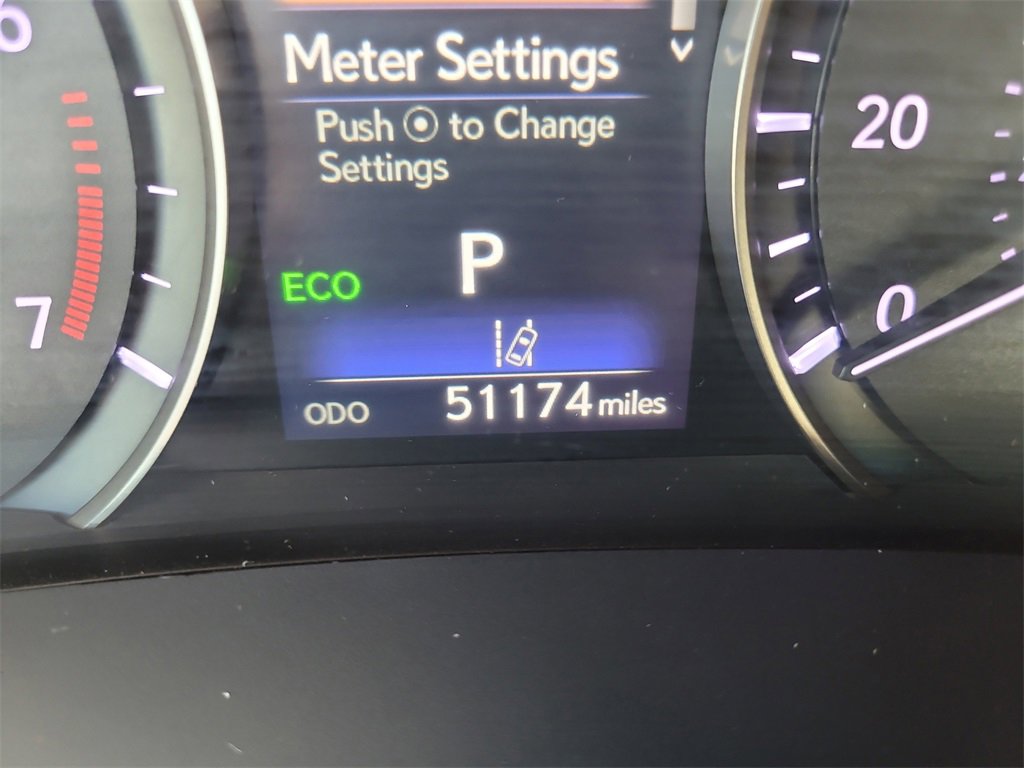 6
Meter Settings
Push ⊙ to Change
Settings
20
P
ECO
7
0
ODO 51174 miles